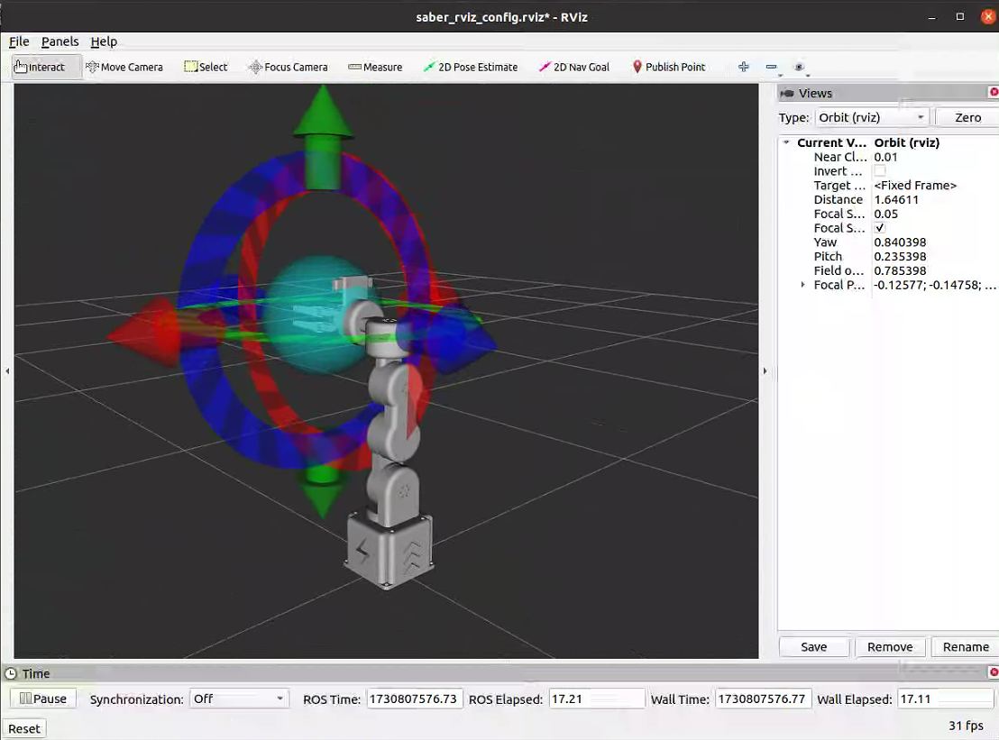 saber_rviz_config.rviz* - RViz
File Panels Help
Interact Move Camera Select Focus Camera Measure 2D Pose Estimate 2D Nav Goal Publish Point
Views
Type: Orbit (rviz) Zero
Current V... Orbit (rviz)
Near Cl... 0.01
Invert ...
Target ... <Fixed Frame>
Distance 1.64611
Focal S... 0.05
Focal S... ✓
Yaw 0.840398
Pitch 0.235398
Field o... 0.785398
Focal P... -0.12577; -0.14758; ...
Save Remove Rename
Time
Pause Synchronization: Off ROS Time: 1730807576.73 ROS Elapsed: 17.21 Wall Time: 1730807576.77 Wall Elapsed: 17.11
Reset 31 fps